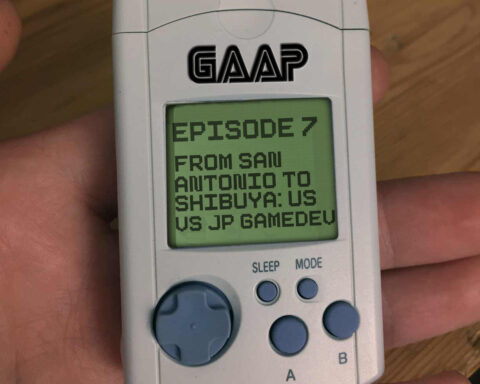 GAAP
EPISODE 7
FROM SAN
ANTONIO TO
SHIBUYA: US
VS JP GAMEDEV
SLEEP MODE
A B